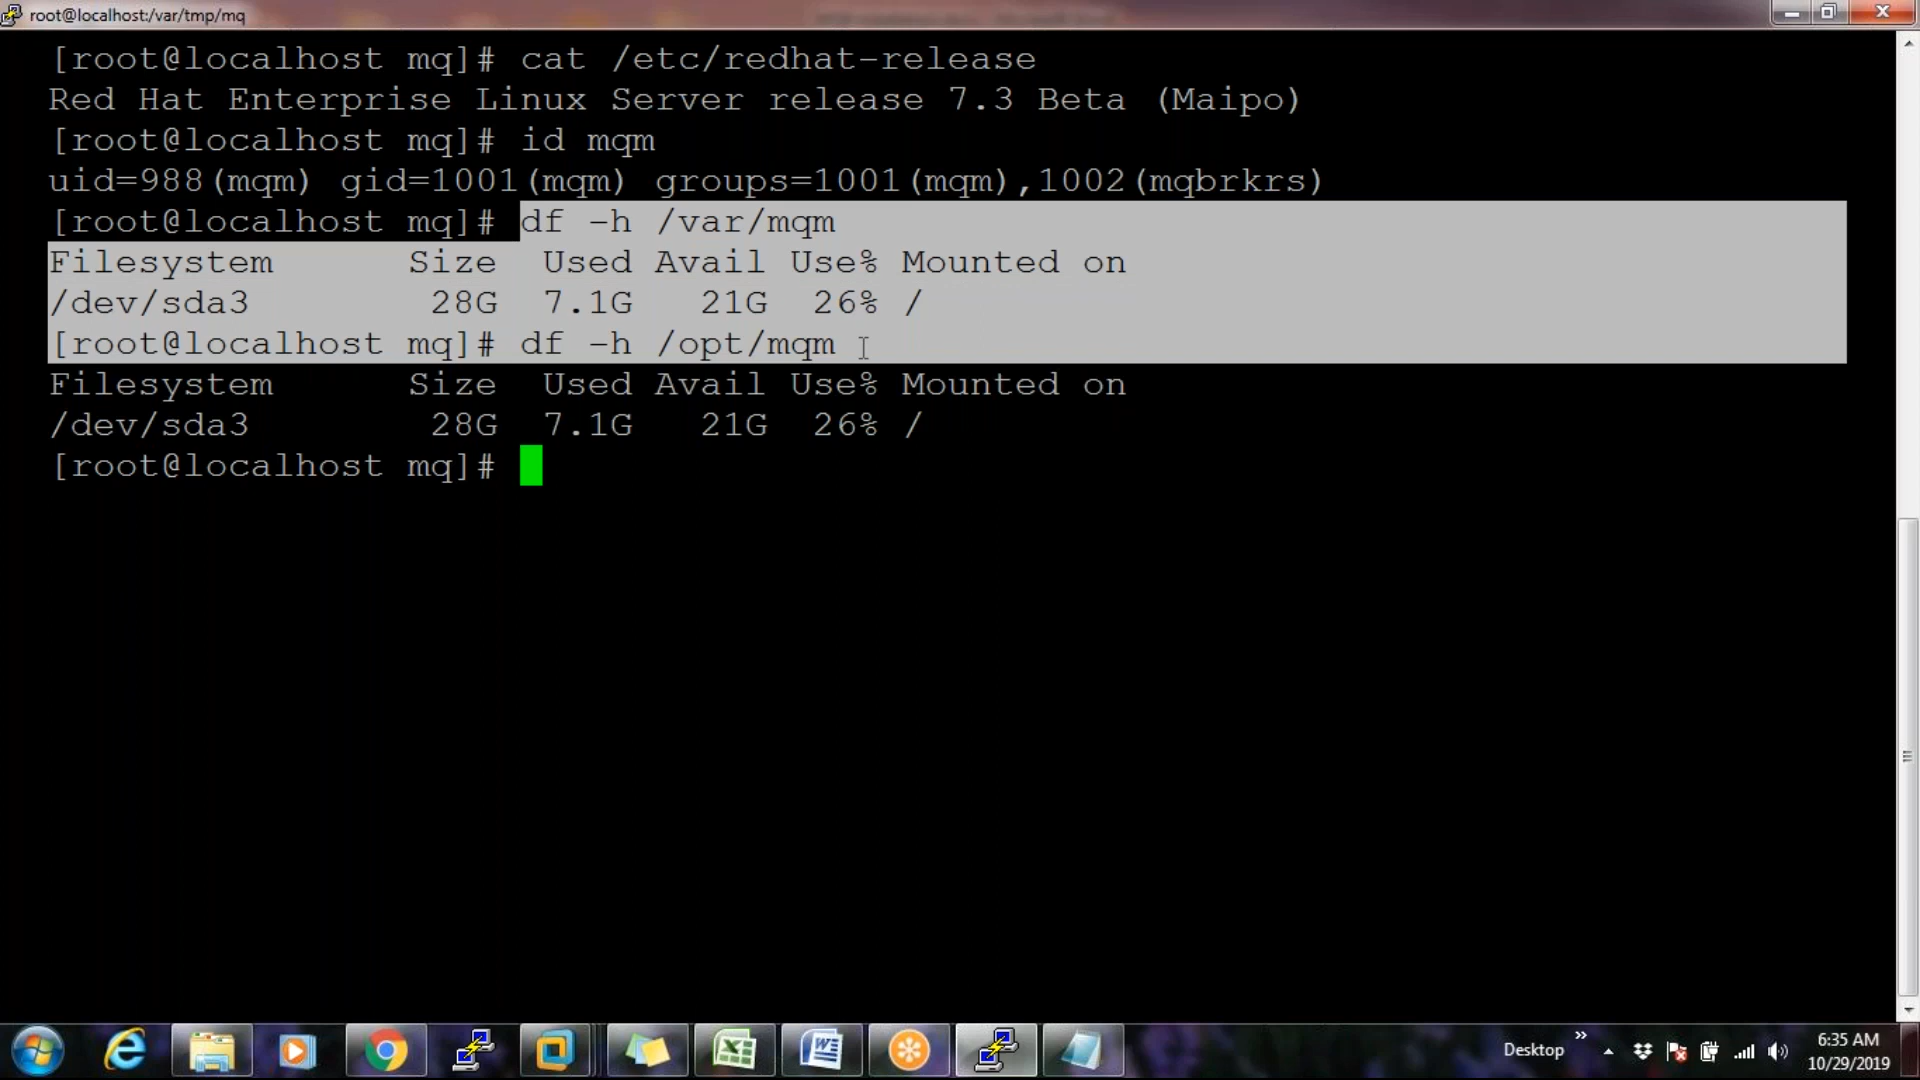 root@localhost:/var/tmp/mq
[root@localhost mq]# cat /etc/redhat-release
Red Hat Enterprise Linux Server release 7.3 Beta (Maipo)
[root@localhost mq]# id mqm
uid=988(mqm) gid=1001(mqm) groups=1001(mqm),1002(mqbrkrs)
[root@localhost mq]# df -h /var/mqm
Filesystem      Size  Used Avail Use% Mounted on
/dev/sda3        28G  7.1G   21G  26% /
[root@localhost mq]# df -h /opt/mqm
Filesystem      Size  Used Avail Use% Mounted on
/dev/sda3        28G  7.1G   21G  26% /
[root@localhost mq]#
Desktop
6:35 AM
10/29/2019